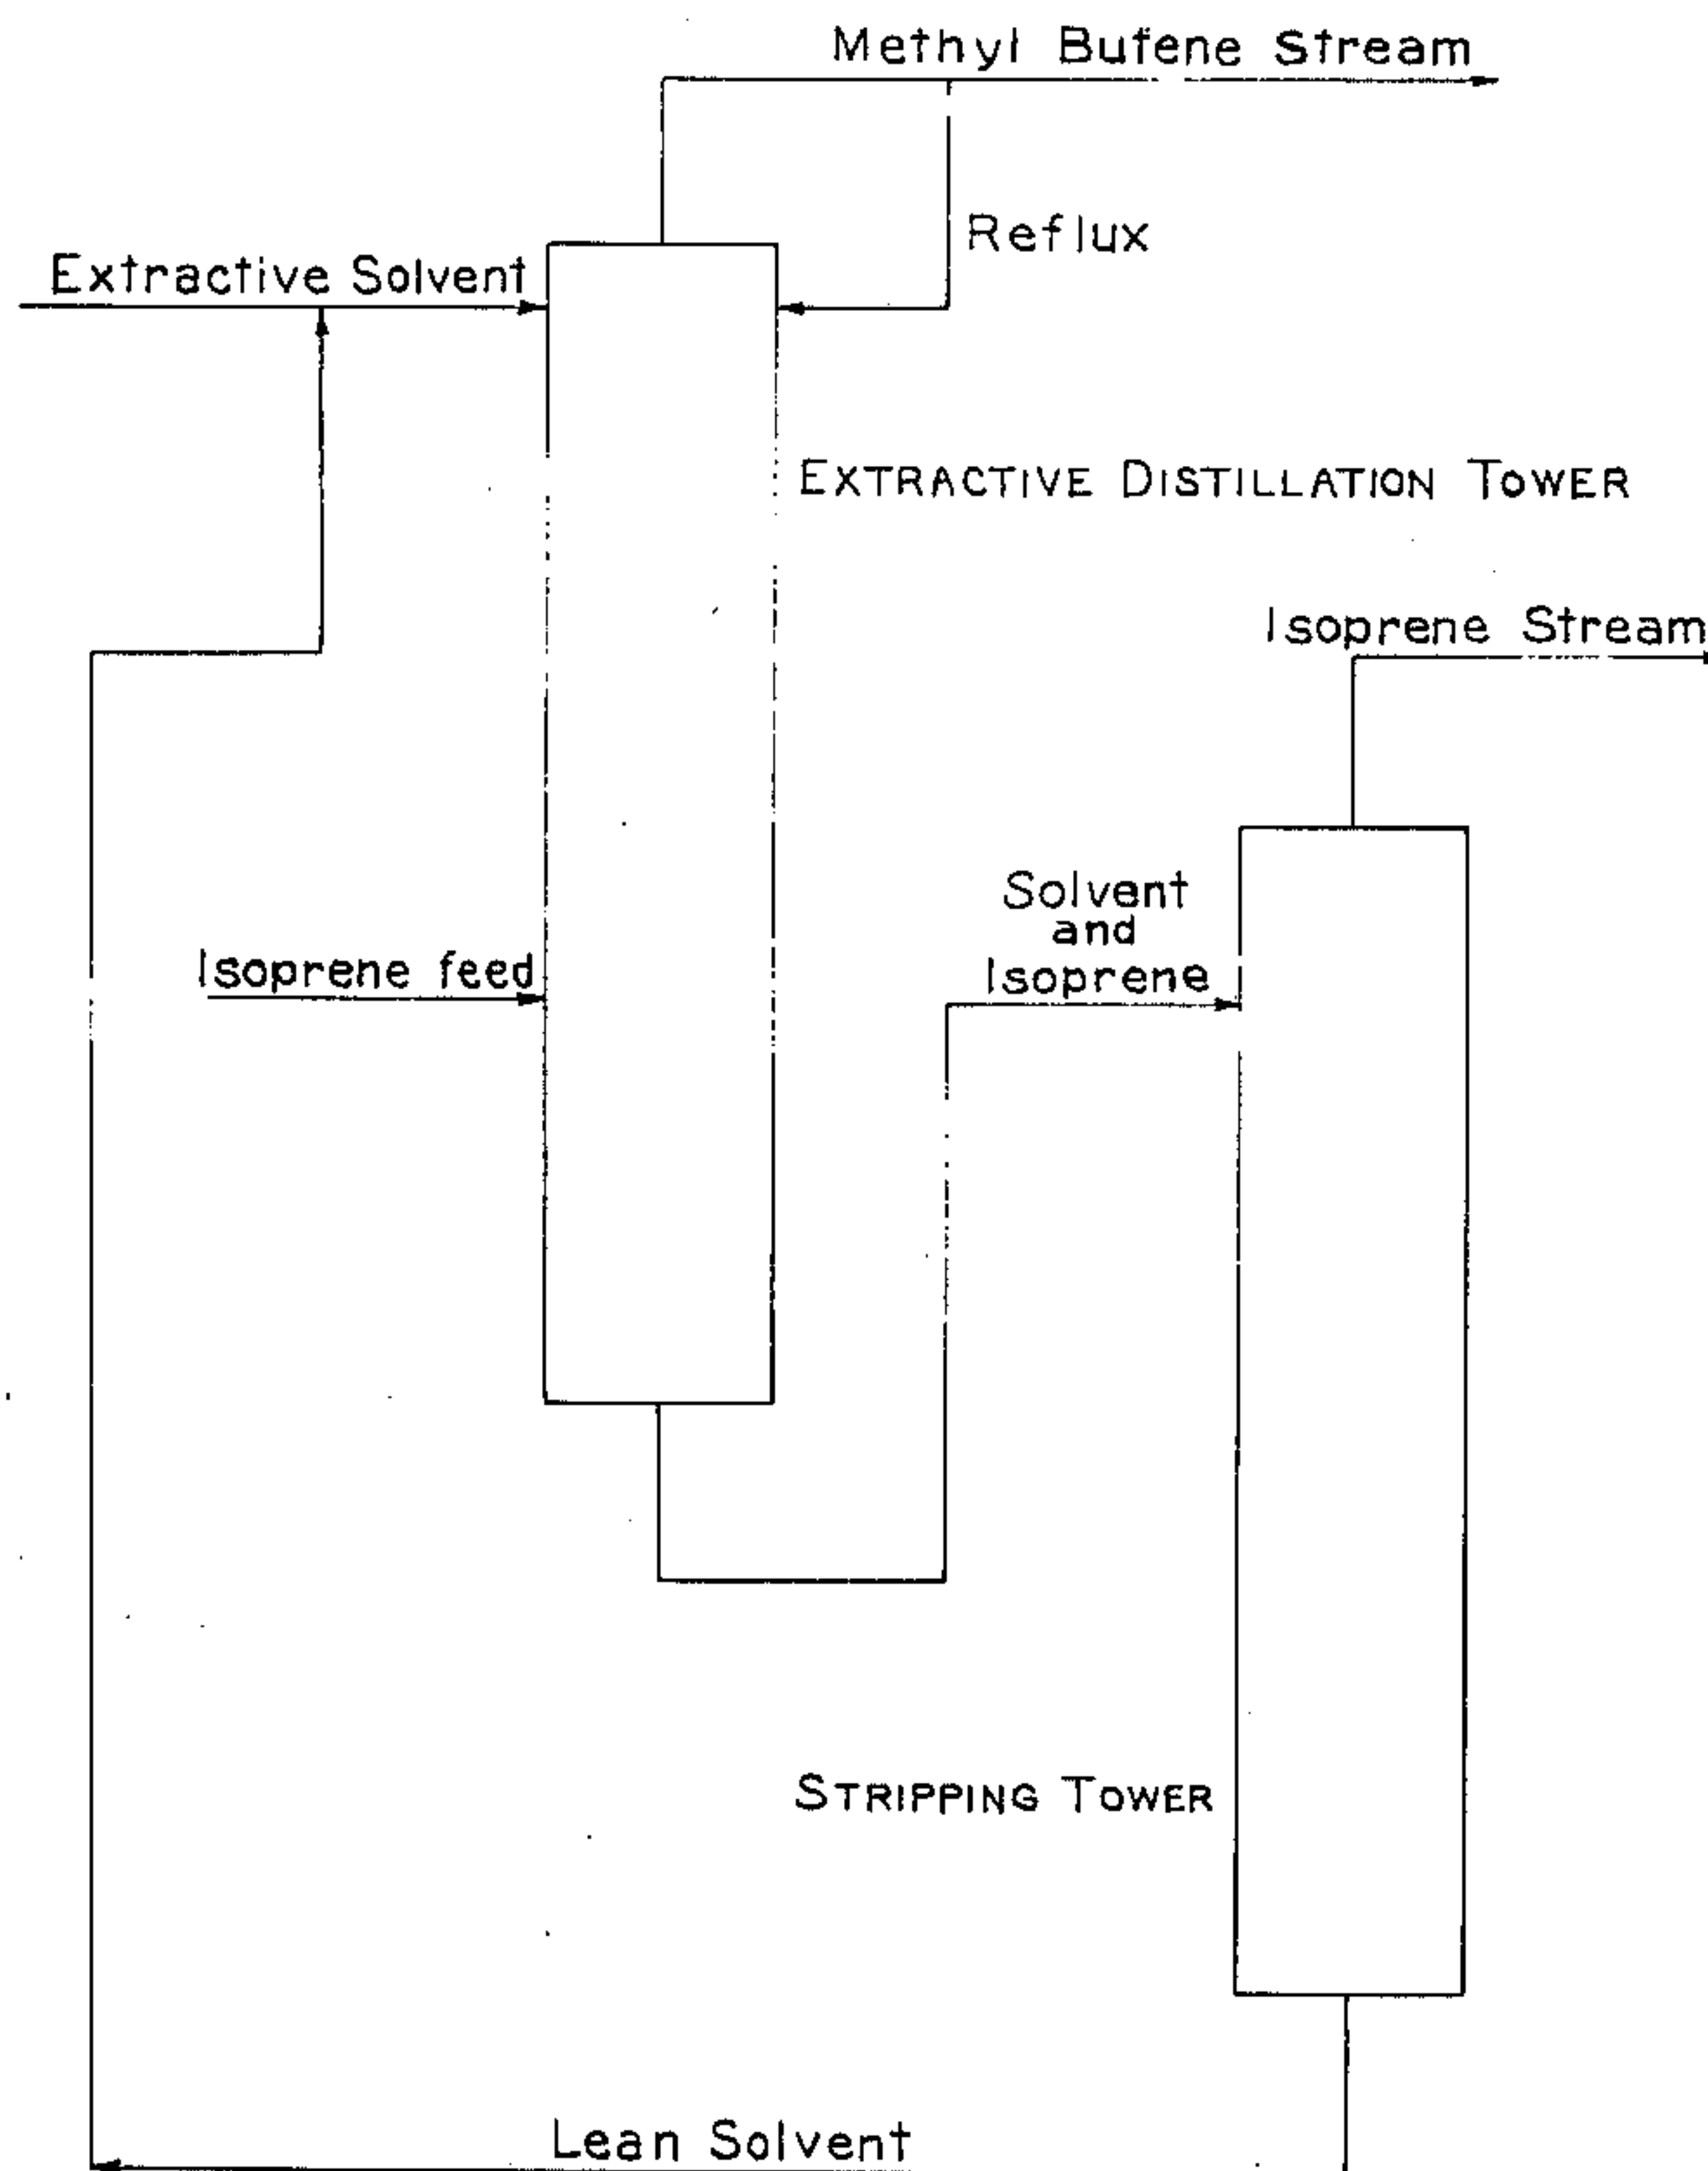 Methyl Butene Stream
Reflux
Extractive Solvent
EXTRACTIVE DISTILLATION TOWER
Isoprene Stream
Solvent
and
Isoprene
Isoprene feed
STRIPPING TOWER
Lean Solvent